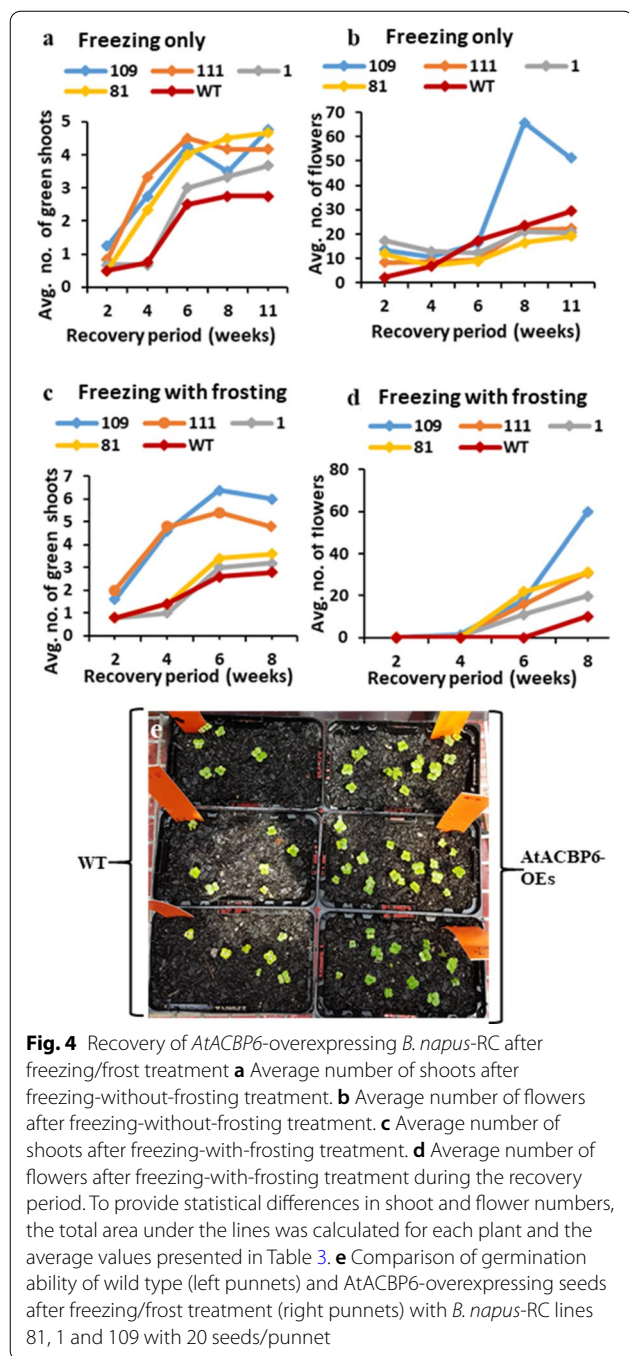 a Freezing only
109 111 1
81 WT
Avg. no. of green shoots
5
4
3
2
1
0
2 4 6 8 11
Recovery period (weeks)
b Freezing only
109 111 1
81 WT
Avg. no. of flowers
70
60
50
40
30
20
10
0
2 4 6 8 11
Recovery period (weeks)
c Freezing with frosting
109 111 1
81 WT
Avg. no. of green shoots
7
6
5
4
3
2
1
0
2 4 6 8
Recovery period (weeks)
d Freezing with frosting
109 111 1
81 WT
Avg. no. of flowers
80
60
40
20
0
2 4 6 8
Recovery period (weeks)
e
WT
AtACBP6-
OEs
Fig. 4 Recovery of AtACBP6-overexpressing B. napus-RC after
freezing/frost treatment a Average number of shoots after
freezing-without-frosting treatment. b Average number of flowers
after freezing-without-frosting treatment. c Average number of
shoots after freezing-with-frosting treatment. d Average number of
flowers after freezing-with-frosting treatment during the recovery
period. To provide statistical differences in shoot and flower numbers,
the total area under the lines was calculated for each plant and the
average values presented in Table 3. e Comparison of germination
ability of wild type (left punnets) and AtACBP6-overexpressing seeds
after freezing/frost treatment (right punnets) with B. napus-RC lines
81, 1 and 109 with 20 seeds/punnet